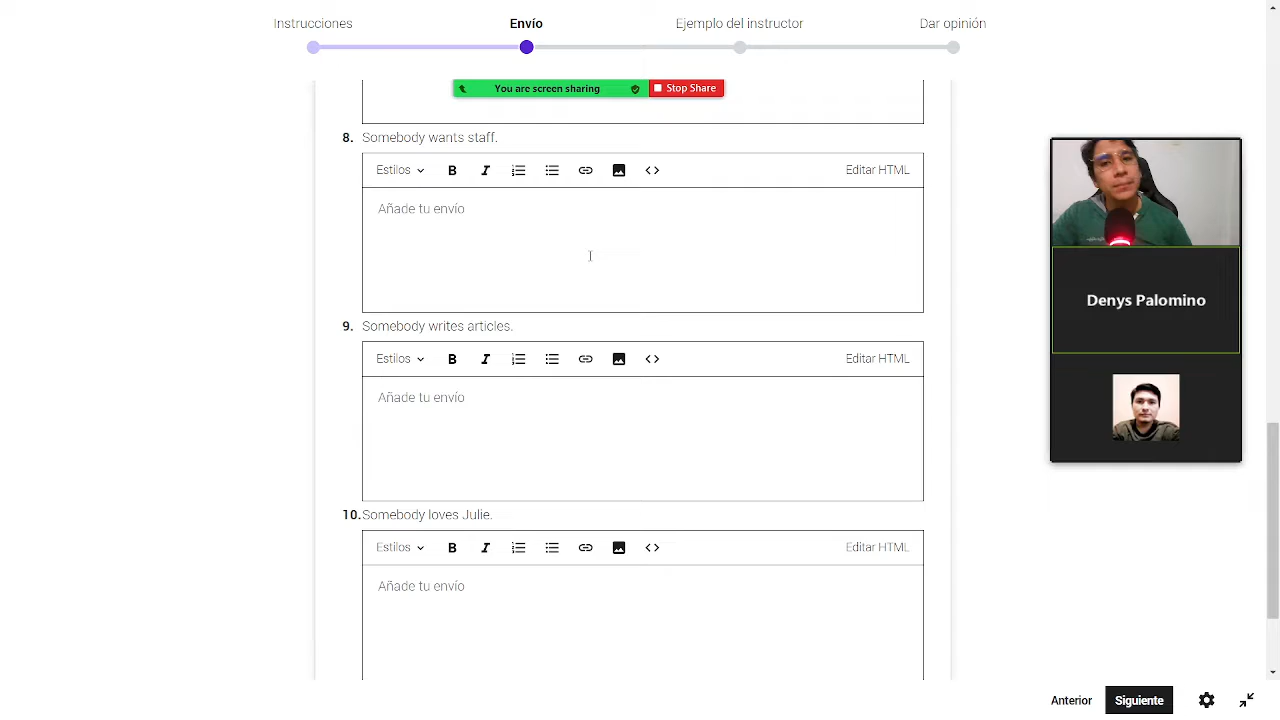 Instrucciones Envío Ejemplo del instructor Dar opinión
You are screen sharing Stop Share
8. Somebody wants staff.
Estilos B I Editar HTML
Añade tu envío
9. Somebody writes articles.
Estilos B I Editar HTML
Añade tu envío
10. Somebody loves Julie.
Estilos B I Editar HTML
Añade tu envío
Denys Palomino
Anterior Siguiente